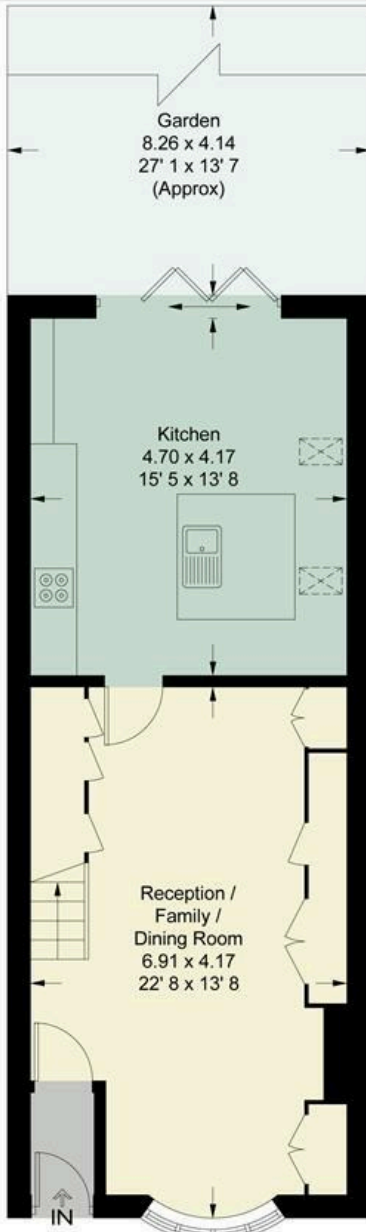 Garden
8.26 x 4.14
27' 1 x 13' 7
(Approx)
Kitchen
4.70 x 4.17
15' 5 x 13' 8
Reception /
Family /
Dining Room
6.91 x 4.17
22' 8 x 13' 8
IN